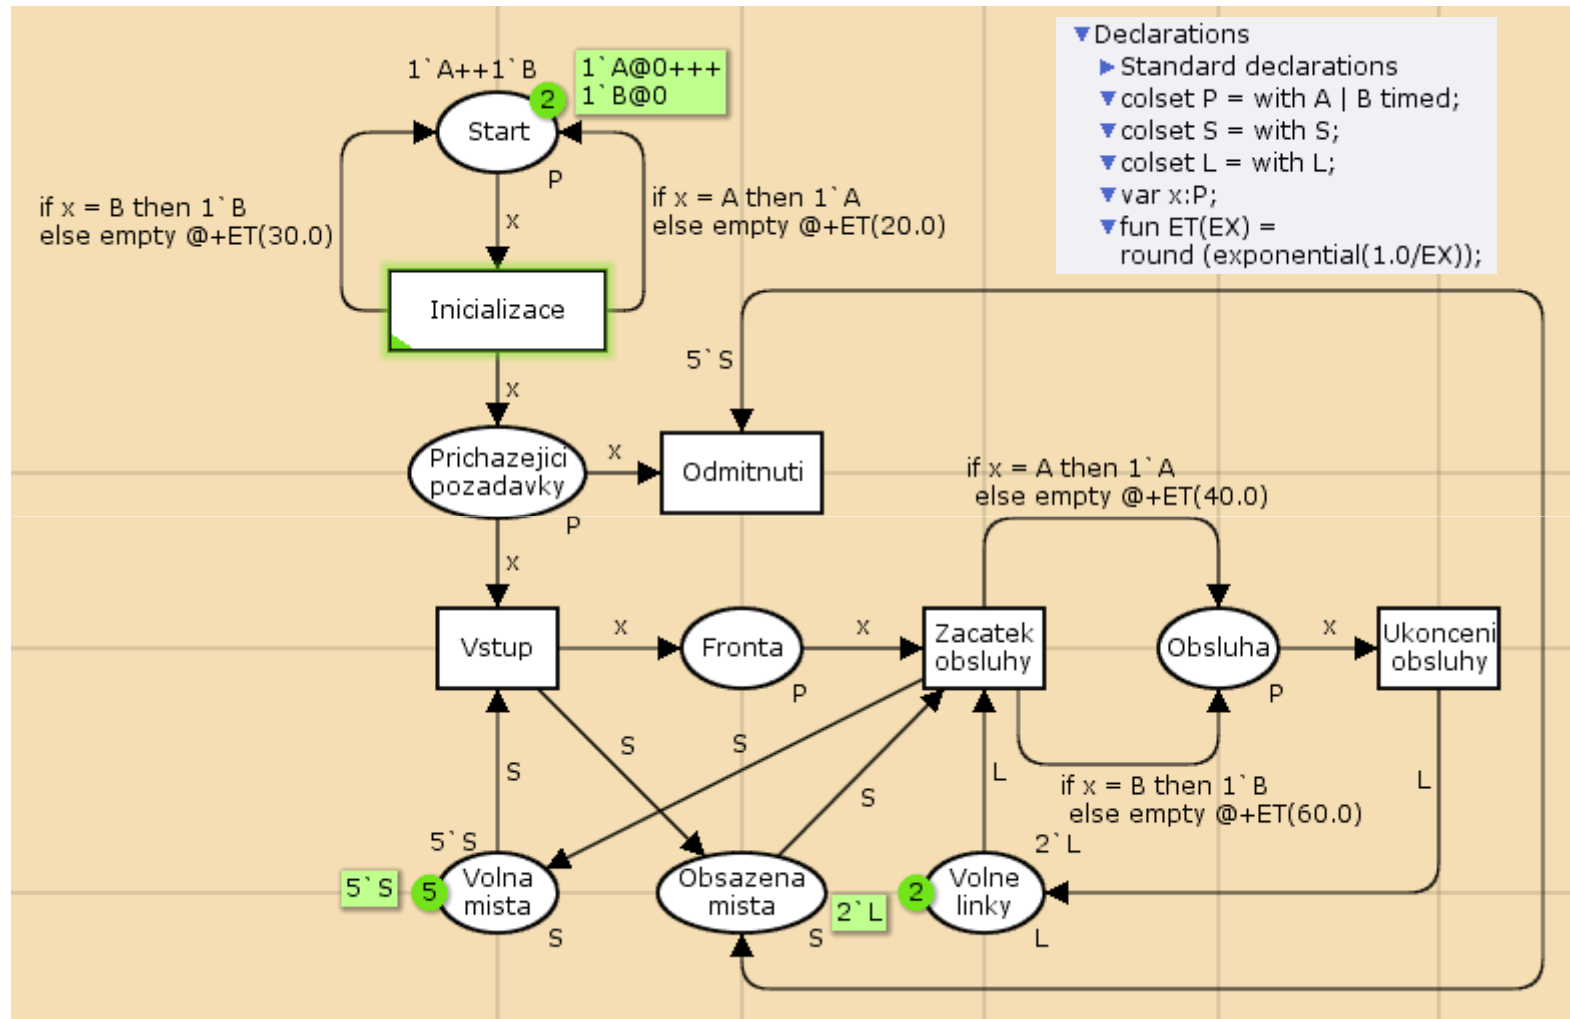 1`A++1`B
1`A@0+++
1`B@0
2
Start
P
if x = B then 1`B
else empty @+ET(30.0)
x
if x = A then 1`A
else empty @+ET(20.0)
Inicializace
x
Declarations
Standard declarations
colset P = with A | B timed;
colset S = with S;
colset L = with L;
var x:P;
fun ET(EX) =
round (exponential(1.0/EX));
5`S
Prichazejici
pozadavky
P
x
Odmitnuti
x
if x = A then 1`A
else empty @+ET(40.0)
Vstup
x
Fronta
P
x
Zacatek
obsluhy
Obsluha
P
x
Ukonceni
obsluhy
S
S
S
S
L
if x = B then 1`B
else empty @+ET(60.0)
L
5`S
5`S
5
Volna
mista
S
Obsazena
mista
S
2`L
2`L
2
Volne
linky
L